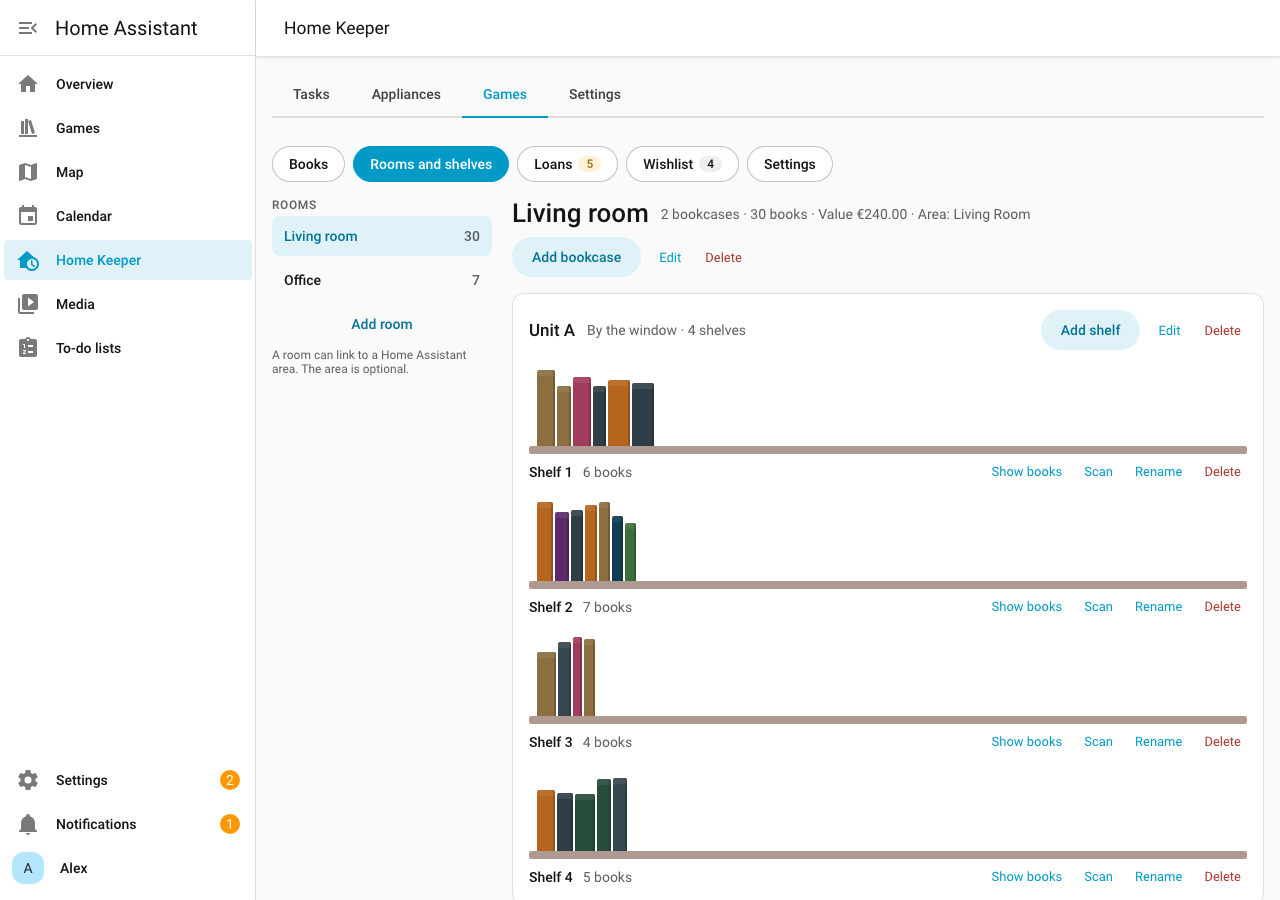 Home Assistant
Home Keeper
Overview
Games
Map
Calendar
Home Keeper
Media
To-do lists
Settings 2
Notifications 1
A Alex
Tasks Appliances Games Settings
Books Rooms and shelves Loans 5 Wishlist 4 Settings
ROOMS
Living room 30
Office 7
Add room
A room can link to a Home Assistant
area. The area is optional.
Living room 2 bookcases · 30 books · Value €240.00 · Area: Living Room
Add bookcase Edit Delete
Unit A By the window · 4 shelves Add shelf Edit Delete
Shelf 1 6 books Show books Scan Rename Delete
Shelf 2 7 books Show books Scan Rename Delete
Shelf 3 4 books Show books Scan Rename Delete
Shelf 4 5 books Show books Scan Rename Delete